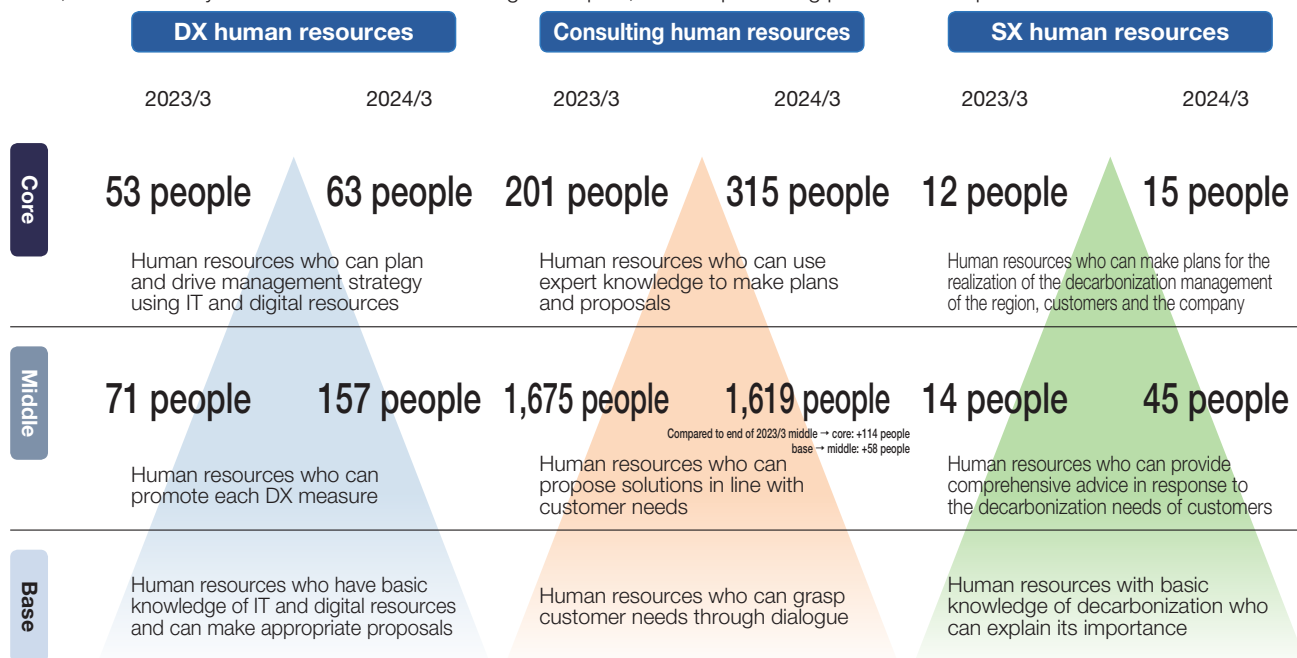 DX human resources
Consulting human resources
SX human resources
2023/3
2024/3
2023/3
2024/3
2023/3
2024/3
Core
53 people
63 people
201 people
315 people
12 people
15 people
Human resources who can plan
and drive management strategy
using IT and digital resources
Human resources who can use
expert knowledge to make plans
and proposals
Human resources who can make plans for the
realization of the decarbonization management
of the region, customers and the company
Middle
71 people
157 people
1,675 people
1,619 people
14 people
45 people
Compared to end of 2023/3 middle → core: +114 people
base → middle: +58 people
Human resources who can
promote each DX measure
Human resources who can
propose solutions in line with
customer needs
Human resources who can provide
comprehensive advice in response to
the decarbonization needs of customers
Base
Human resources who have basic
knowledge of IT and digital resources
and can make appropriate proposals
Human resources who can grasp
customer needs through dialogue
Human resources with basic
knowledge of decarbonization who
can explain its importance